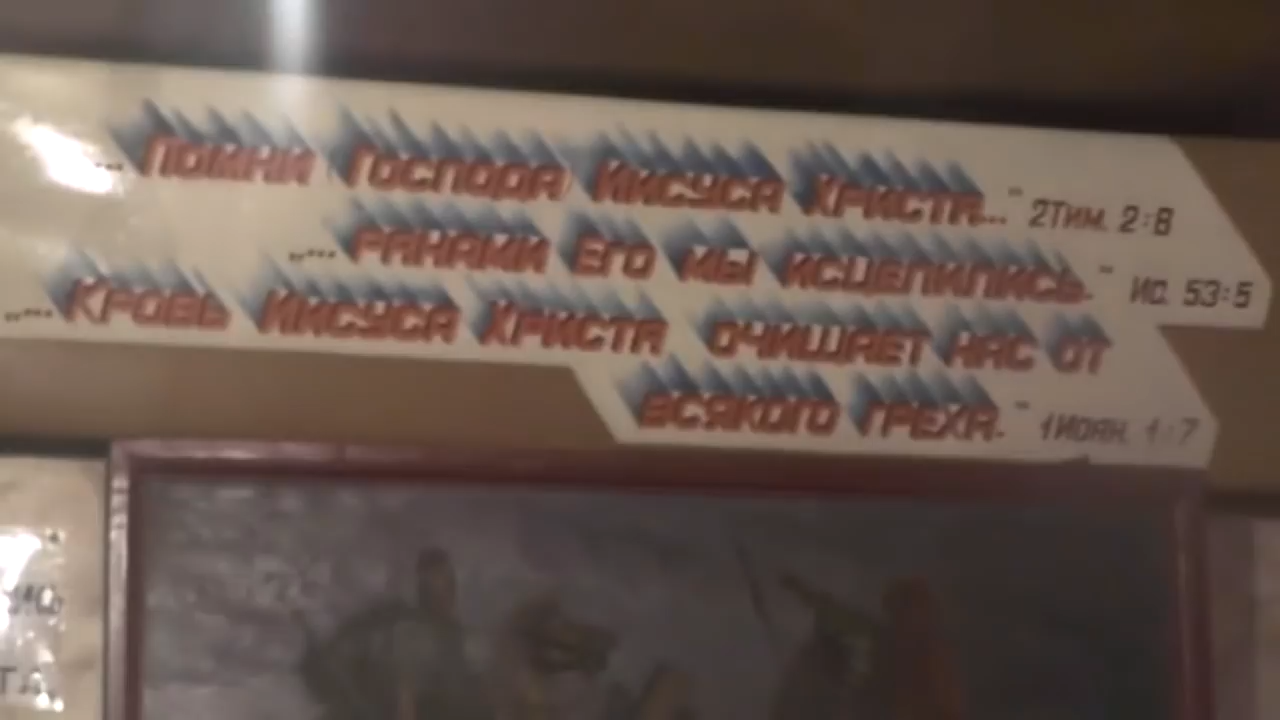 ... Помни Господа Иисуса Христа..." 2Тим. 2:8
„... ранами Его мы исцелились." Ис. 53:5
„... Кровь Иисуса Христа очищает нас от
всякого греха." 1Иоан. 1:7